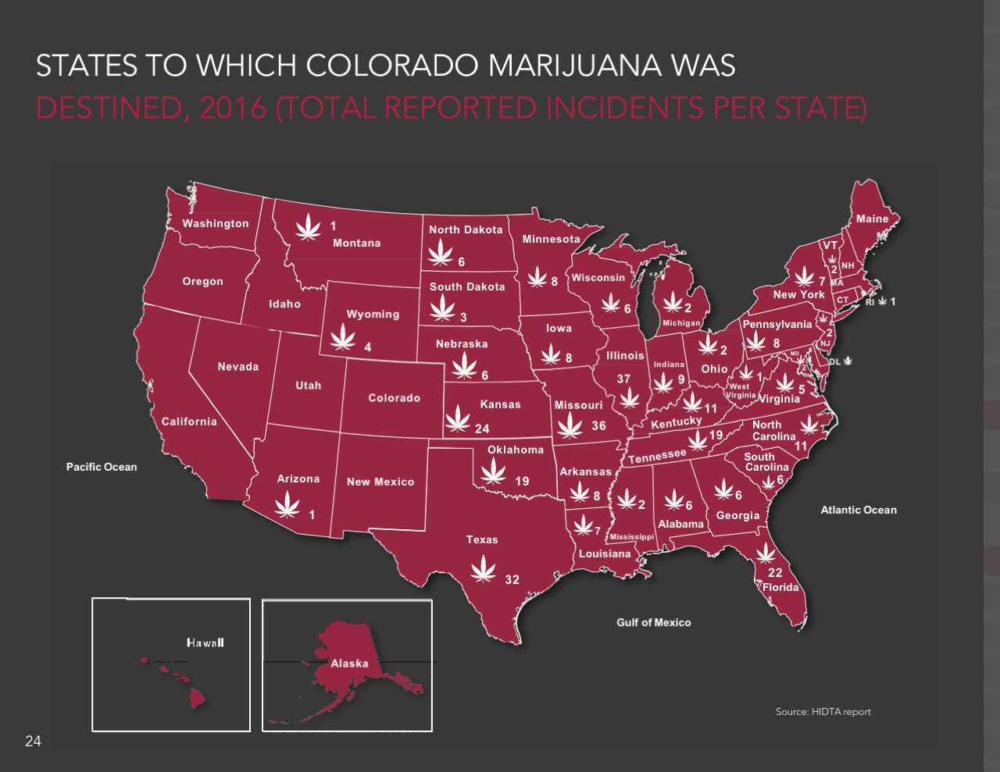 STATES TO WHICH COLORADO MARIJUANA WAS
DESTINED, 2016 (TOTAL REPORTED INCIDENTS PER STATE)
Washington
Oregon
California
Nevada
Idaho
1
Montana
Wyoming
4
Utah
Colorado
Arizona
1
New Mexico
North Dakota
6
South Dakota
3
Nebraska
6
Kansas
24
Oklahoma
19
Texas
32
Minnesota
8
Iowa
8
Missouri
36
Arkansas
8
7
Louisiana
Wisconsin
6
Illinois
37
2
Michigan
Indiana
9
2
Ohio
11
Kentucky
19
Tennessee
2
Mississippi
6
Alabama
6
Georgia
22
Florida
South
Carolina
6
North
Carolina
11
5
Virginia
1
West
Virginia
MD
2
DL
Pennsylvania
8
2
NJ
7
New York
CT
RI 1
MA
VT
2
NH
Maine
Pacific Ocean
Atlantic Ocean
Gulf of Mexico
Hawaii
Alaska
Source: HIDTA report
24